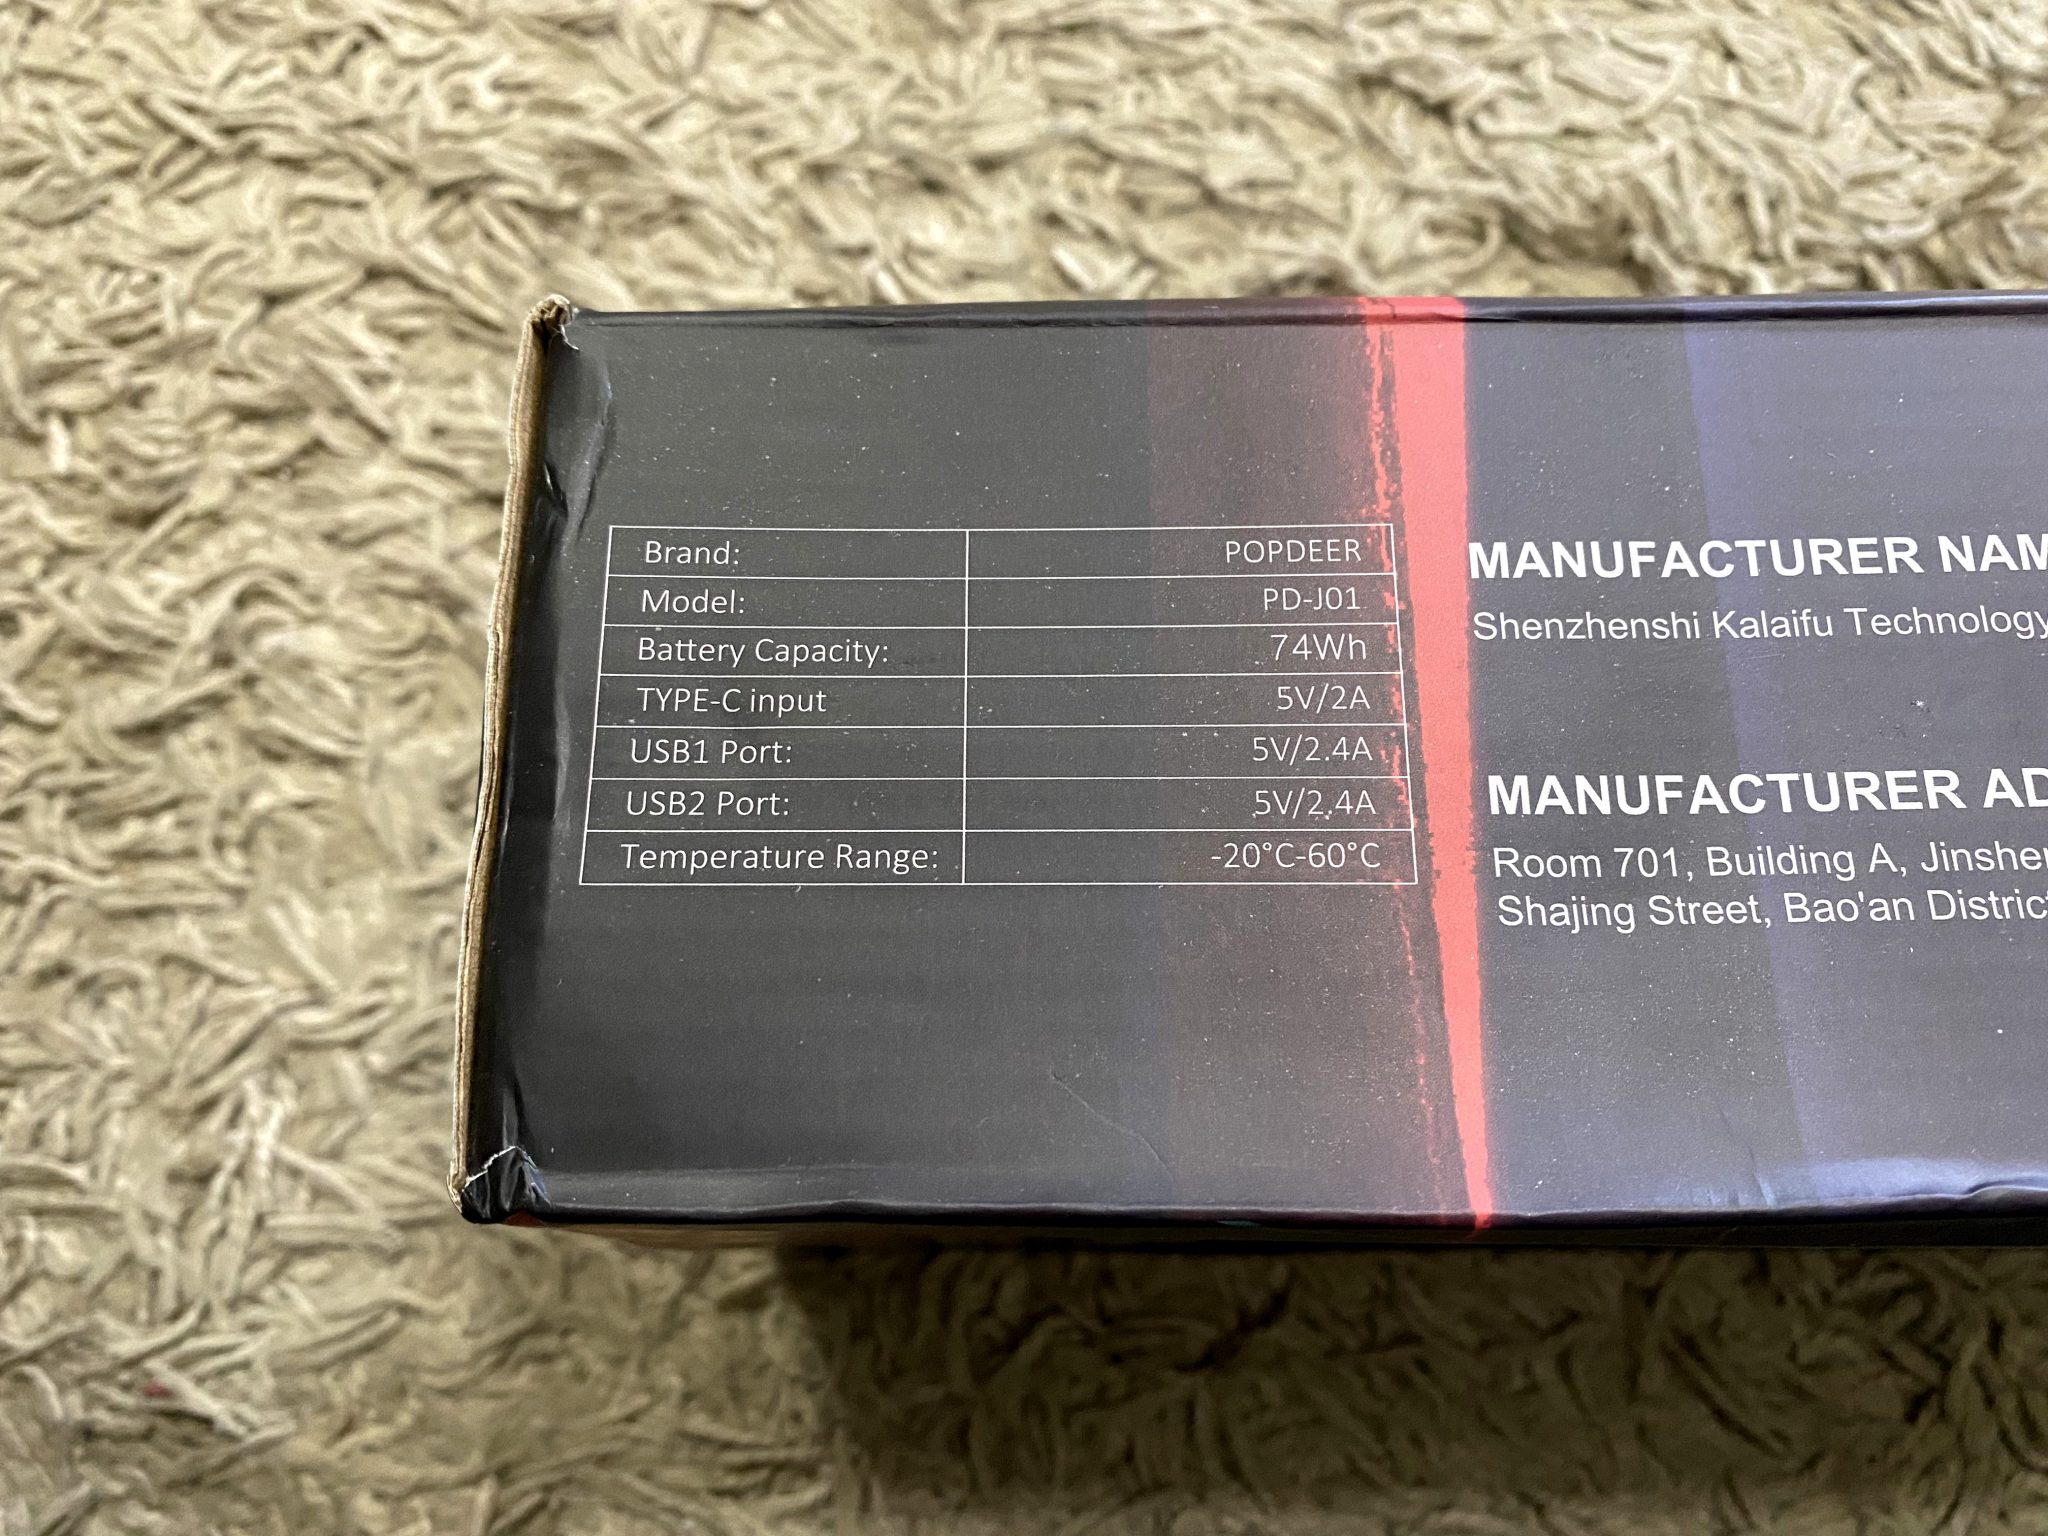 Brand: POPDEER
Model: PD-J01
Battery Capacity: 74Wh
TYPE-C input 5V/2A
USB1 Port: 5V/2.4A
USB2 Port: 5V/2.4A
Temperature Range: -20°C-60°C
MANUFACTURER NAM
Shenzhenshi Kalaifu Technology
MANUFACTURER AD
Room 701, Building A, Jinshen
Shajing Street, Bao'an District